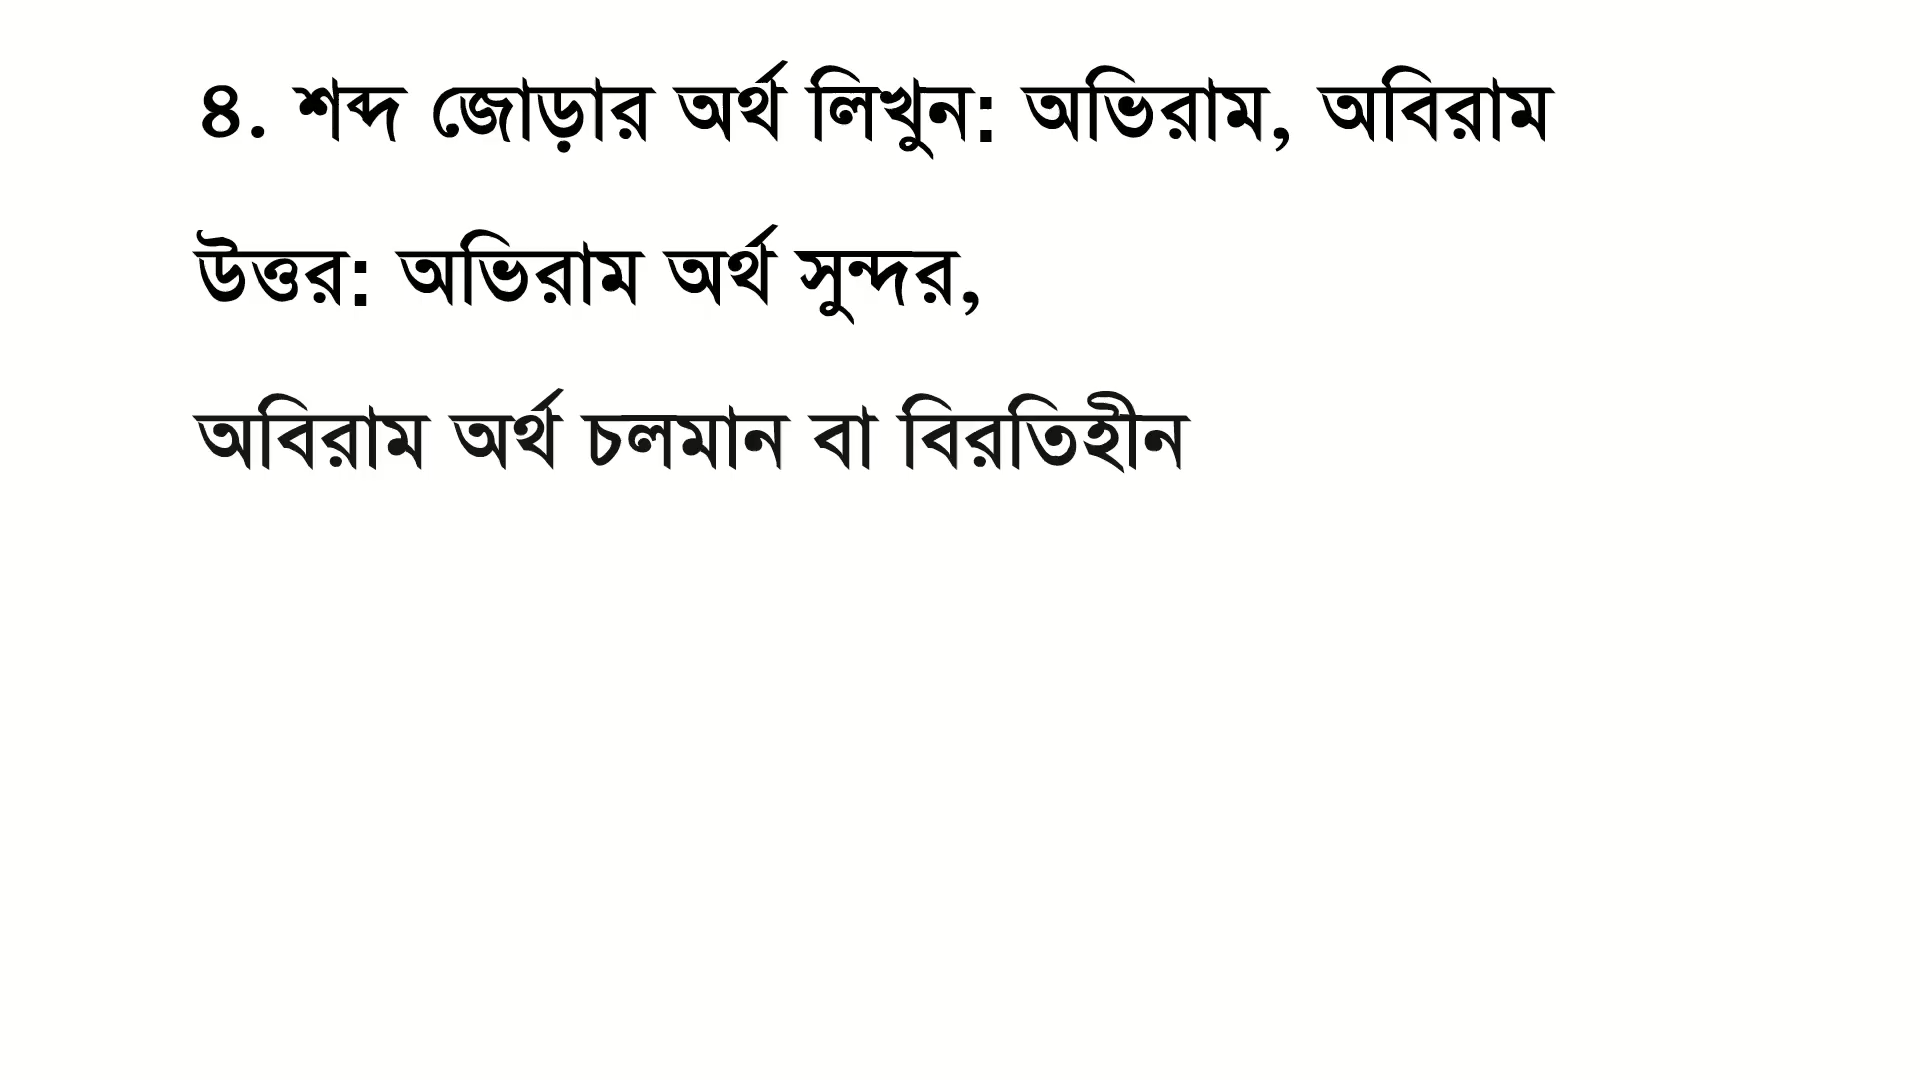 ৪. শব্দ জোড়ার অর্থ লিখুন: অভিরাম, অবিরাম
উত্তর: অভিরাম অর্থ সুন্দর,
অবিরাম অর্থ চলমান বা বিরতিহীন